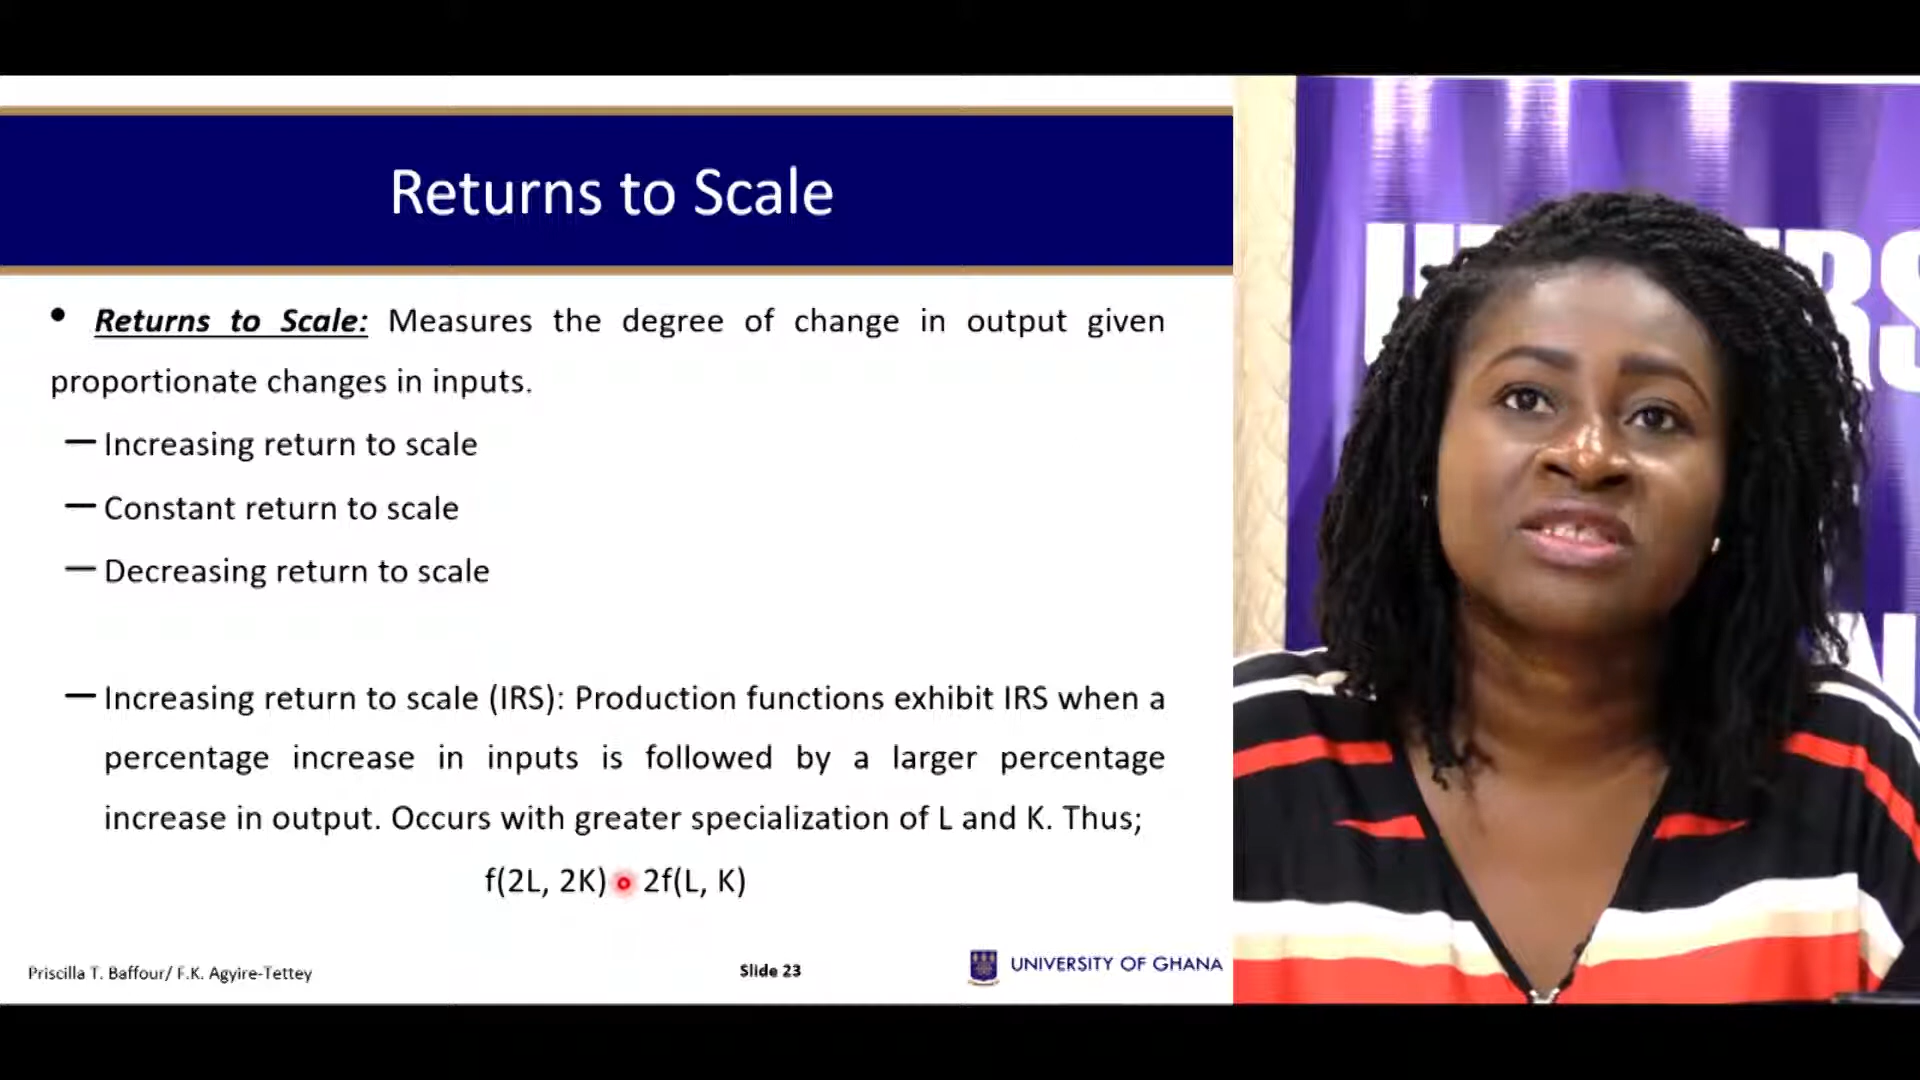 Returns to Scale
• Returns to Scale: Measures the degree of change in output given
proportionate changes in inputs.
— Increasing return to scale
— Constant return to scale
— Decreasing return to scale
— Increasing return to scale (IRS): Production functions exhibit IRS when a
percentage increase in inputs is followed by a larger percentage
increase in output. Occurs with greater specialization of L and K. Thus;
f(2L, 2K) 2f(L, K)
Priscilla T. Baffour/ F.K. Agyire-Tettey
Slide 23
UNIVERSITY OF GHANA